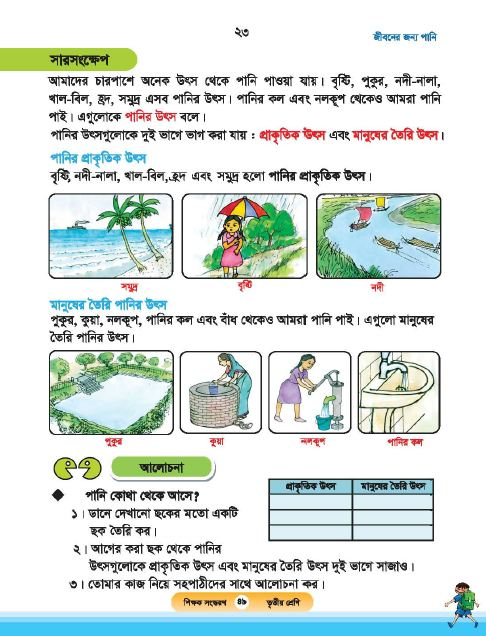 ২৩
জীবনের জন্য পানি
সারসংক্ষেপ
আমাদের চারপাশে অনেক উৎস থেকে পানি পাওয়া যায়। বৃষ্টি, পুকুর, নদী-নালা,
খাল-বিল, হ্রদ, সমুদ্র এসব পানির উৎস। পানির কল এবং নলকূপ থেকেও আমরা পানি
পাই। এগুলোকে পানির উৎস বলে।
পানির উৎসগুলোকে দুই ভাগে ভাগ করা যায় : প্রাকৃতিক উৎস এবং মানুষের তৈরি উৎস।
পানির প্রাকৃতিক উৎস
বৃষ্টি, নদী-নালা, খাল-বিল,হ্রদ এবং সমুদ্র হলো পানির প্রাকৃতিক উৎস।
সমুদ্র
বৃষ্টি
নদী
মানুষের তৈরি পানির উৎস
পুকুর, কুয়া, নলকূপ, পানির কল এবং বাঁধ থেকেও আমরা পানি পাই। এগুলো মানুষের
তৈরি পানির উৎস।
পুকুর
কুয়া
নলকূপ
পানির কল
আলোচনা
পানি কোথা থেকে আসে?
১। ডানে দেখানো ছকের মতো একটি
ছক তৈরি কর।
প্রাকৃতিক উৎস
মানুষের তৈরি উৎস
২। আগের করা ছক থেকে পানির
উৎসগুলোকে প্রাকৃতিক উৎস এবং মানুষের তৈরি উৎস দুই ভাগে সাজাও।
৩। তোমার কাজ নিয়ে সহপাঠীদের সাথে আলোচনা কর।
শিক্ষক সংস্করণ ৪৯ তৃতীয় শ্রেণি